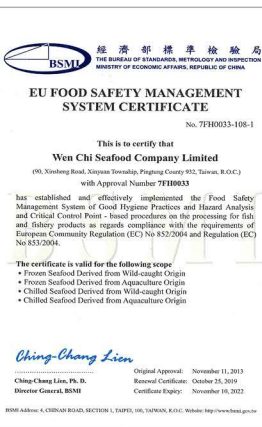 經濟部標準檢驗局
BSMI
THE BUREAU OF STANDARDS, METROLOGY AND INSPECTION
MINISTRY OF ECONOMIC AFFAIRS, REPUBLIC OF CHINA
EU FOOD SAFETY MANAGEMENT
SYSTEM CERTIFICATE
No. 7FH0033-108-1
This is to certify that
Wen Chi Seafood Company Limited
(90, Xinsheng Road, Xinyuan Township, Pingtung County 932, Taiwan, R.O.C.)
with Approval Number 7FH0033
has established and effectively implemented the Food Safety
Management System of Good Hygiene Practices and Hazard Analysis
and Critical Control Point - based procedures on the processing for fish
and fishery products as regards compliance with the requirements of
European Community Regulation (EC) No 852/2004 and Regulation (EC)
No 853/2004.
The certificate is valid for the following scope
• Frozen Seafood Derived from Wild-caught Origin
• Frozen Seafood Derived from Aquaculture Origin
• Chilled Seafood Derived from Wild-caught Origin
• Chilled Seafood Derived from Aquaculture Origin
Ching-Chang Lien
Ching-Chang Lien, Ph. D.
Director General, BSMI
Original Approval: November 11, 2013
Renewal Certificate: October 25, 2019
Certificate Expiry: November 10, 2022
BSMI Address: 4, CHINAN ROAD, SECTION 1, TAIPEI, 100, TAIWAN, R.O.C. Website: http://www.bsmi.gov.tw